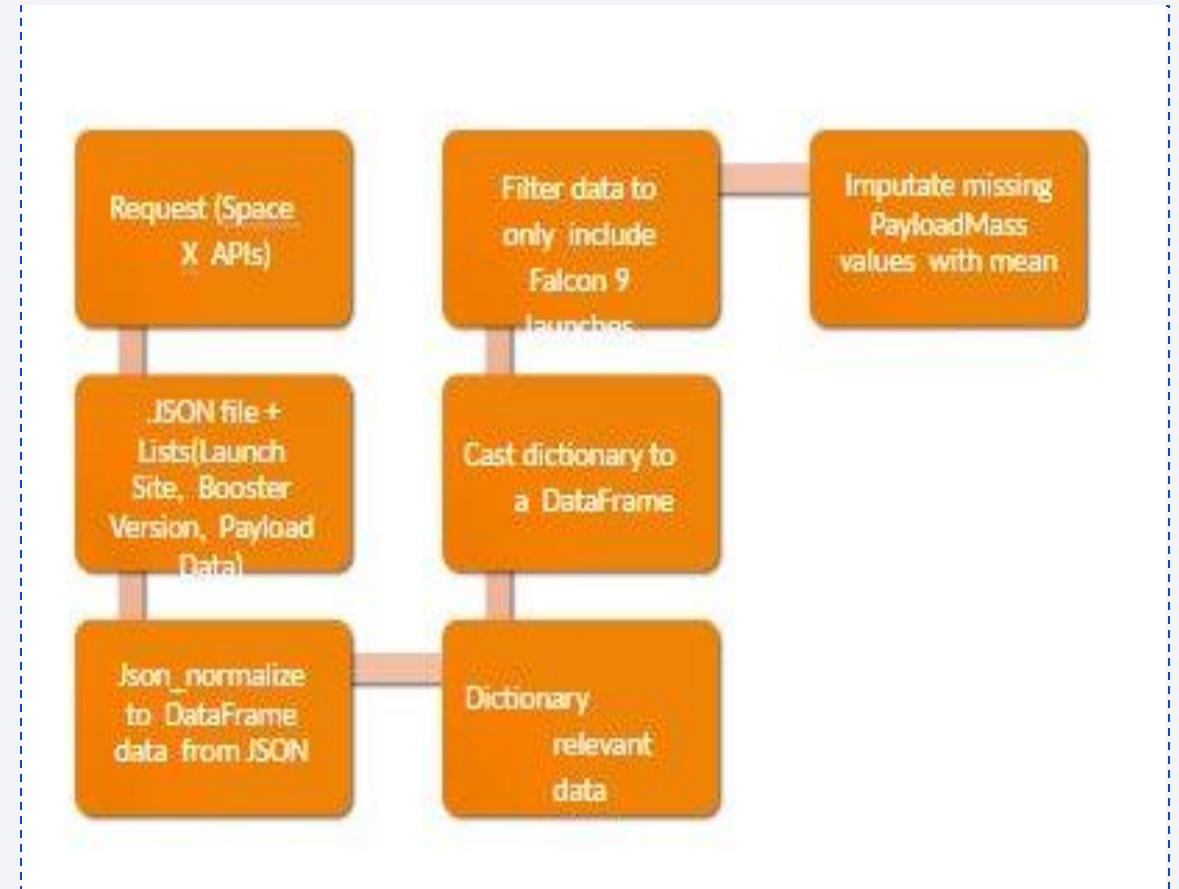 Request (Space
X APIs)
.JSON file +
Lists(Launch
Site, Booster
Version, Payload
Data)
Json_normalize
to DataFrame
data from JSON
Dictionary
relevant
data
Cast dictionary to
a DataFrame
Filter data to
only include
Falcon 9
launches
Imputate missing
PayloadMass
values with mean